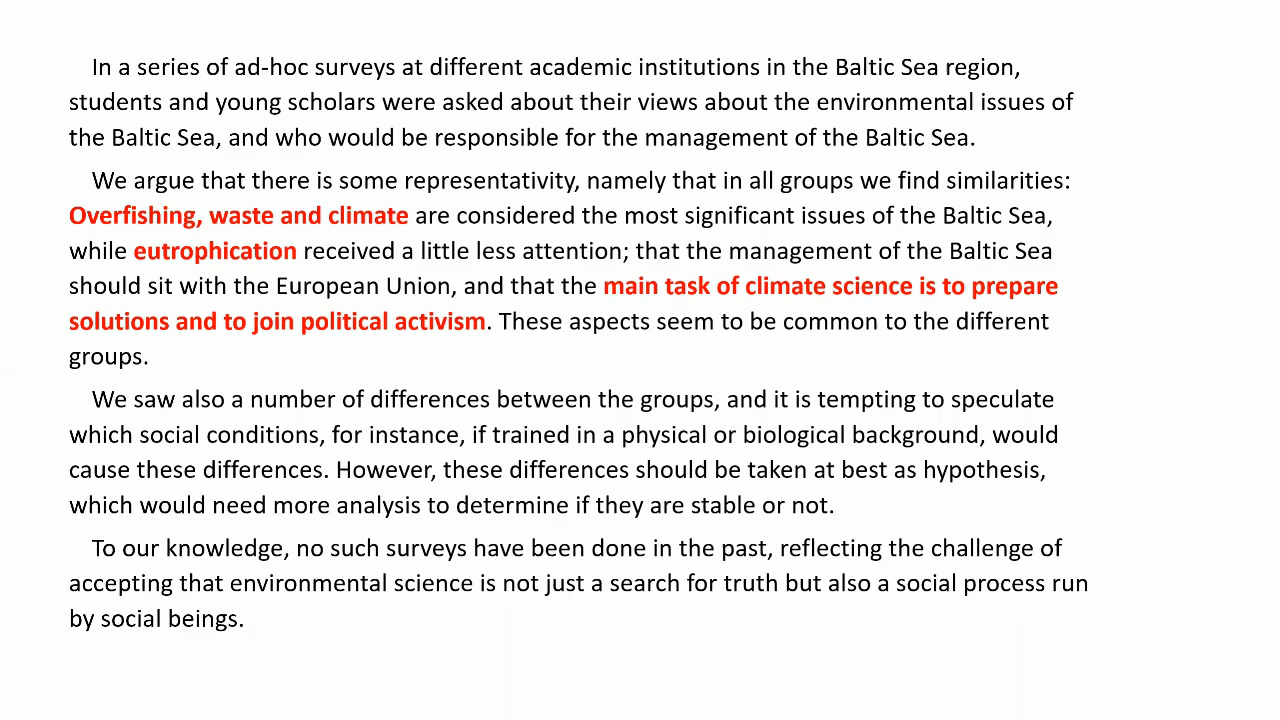 In a series of ad-hoc surveys at different academic institutions in the Baltic Sea region,
students and young scholars were asked about their views about the environmental issues of
the Baltic Sea, and who would be responsible for the management of the Baltic Sea.
We argue that there is some representativity, namely that in all groups we find similarities:
Overfishing, waste and climate are considered the most significant issues of the Baltic Sea,
while eutrophication received a little less attention; that the management of the Baltic Sea
should sit with the European Union, and that the main task of climate science is to prepare
solutions and to join political activism. These aspects seem to be common to the different
groups.
We saw also a number of differences between the groups, and it is tempting to speculate
which social conditions, for instance, if trained in a physical or biological background, would
cause these differences. However, these differences should be taken at best as hypothesis,
which would need more analysis to determine if they are stable or not.
To our knowledge, no such surveys have been done in the past, reflecting the challenge of
accepting that environmental science is not just a search for truth but also a social process run
by social beings.